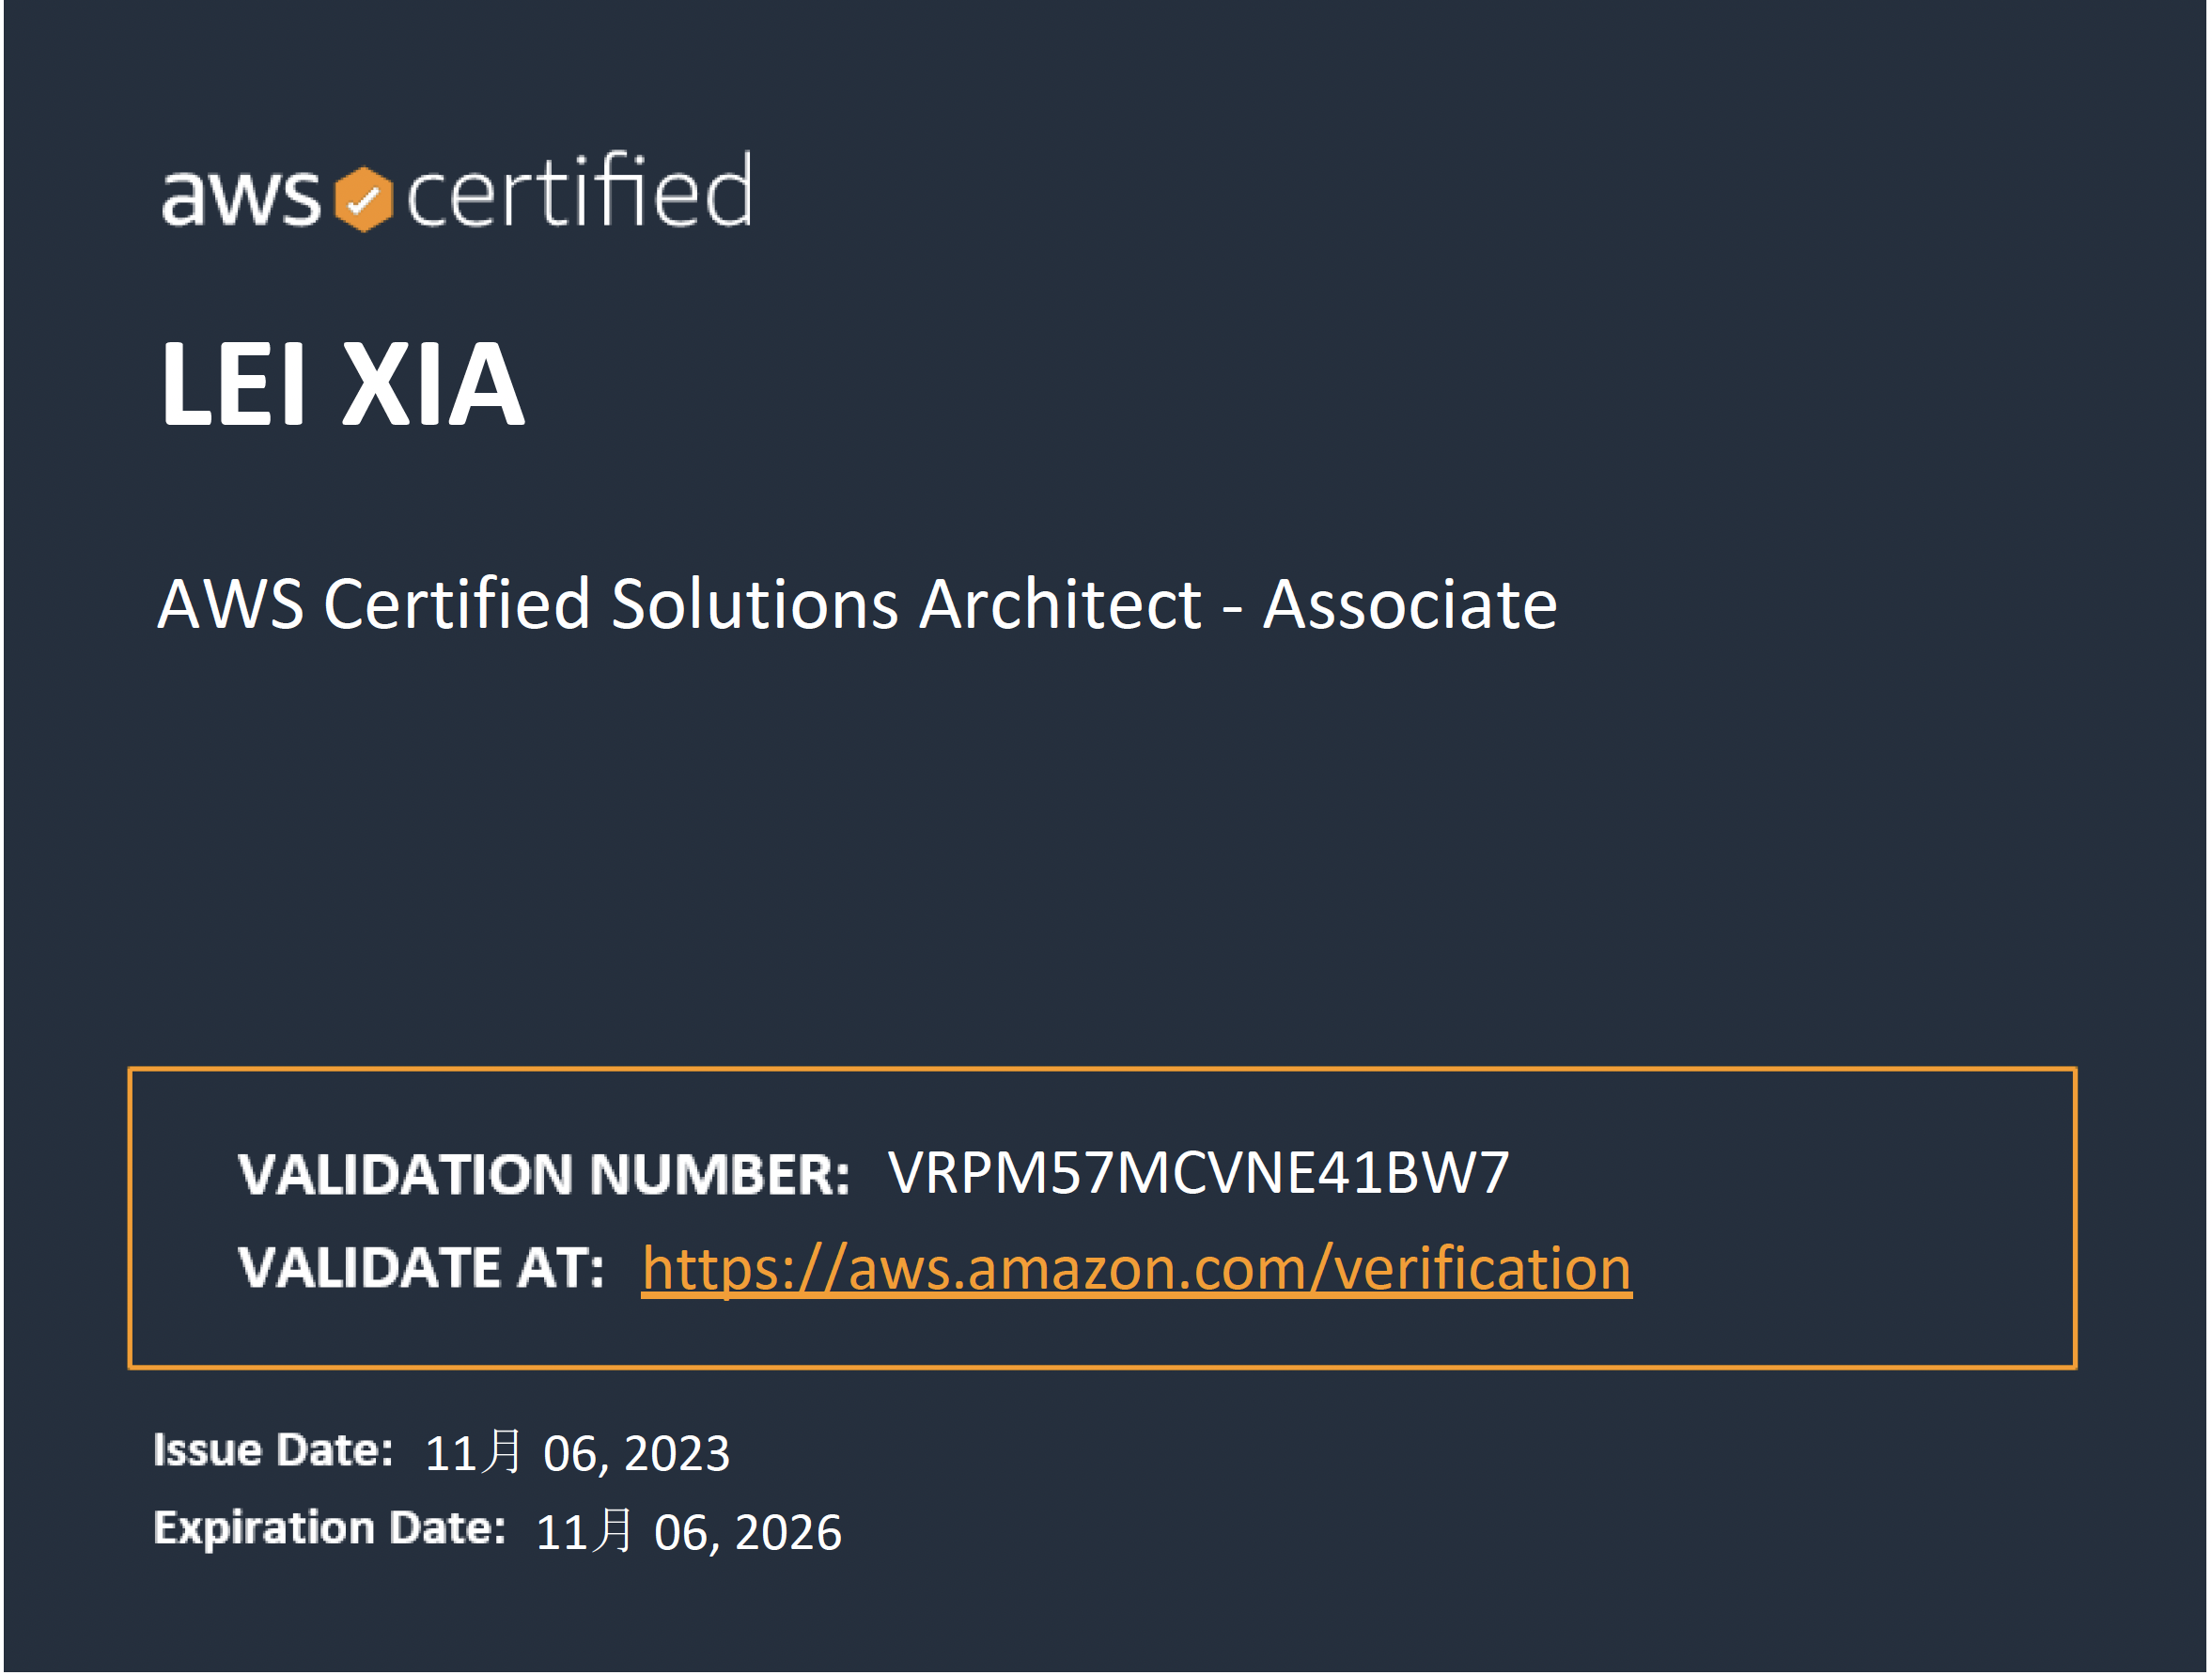 aws certified
LEI XIA
AWS Certified Solutions Architect - Associate
VALIDATION NUMBER: VRPM57MCVNE41BW7
VALIDATE AT: https://aws.amazon.com/verification
Issue Date: 11月 06, 2023
Expiration Date: 11月 06, 2026